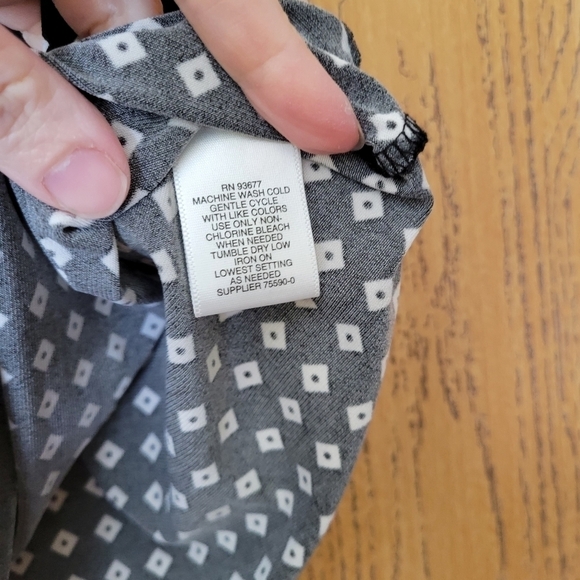 RN 93677
MACHINE WASH COLD
GENTLE CYCLE
WITH LIKE COLORS
USE ONLY NON-
CHLORINE BLEACH
WHEN NEEDED
TUMBLE DRY LOW
IRON ON
LOWEST SETTING
AS NEEDED
SUPPLIER 75590-0